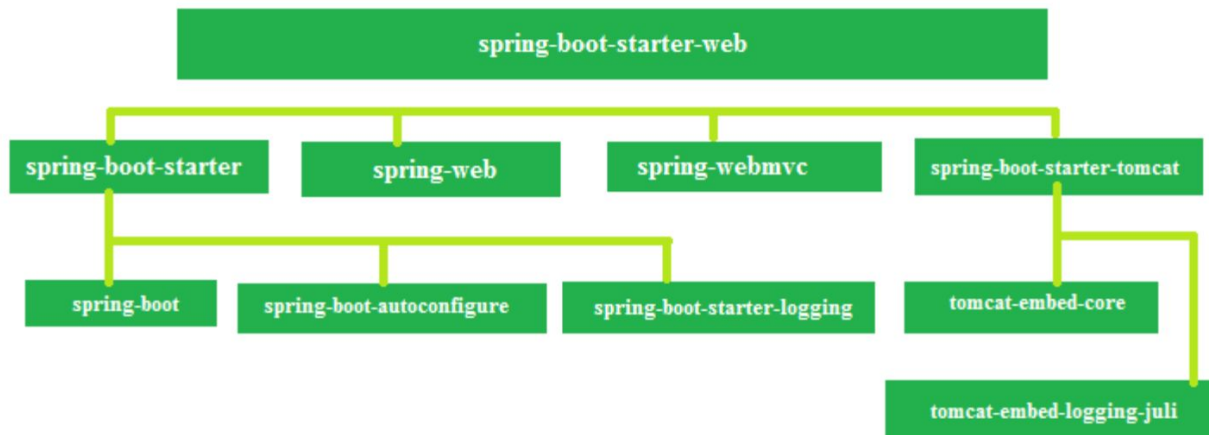 spring-boot-starter-web
spring-boot-starter
spring-web
spring-webmvc
spring-boot-starter-tomcat
spring-boot
spring-boot-autoconfigure
spring-boot-starter-logging
tomcat-embed-core
tomcat-embed-logging-juli